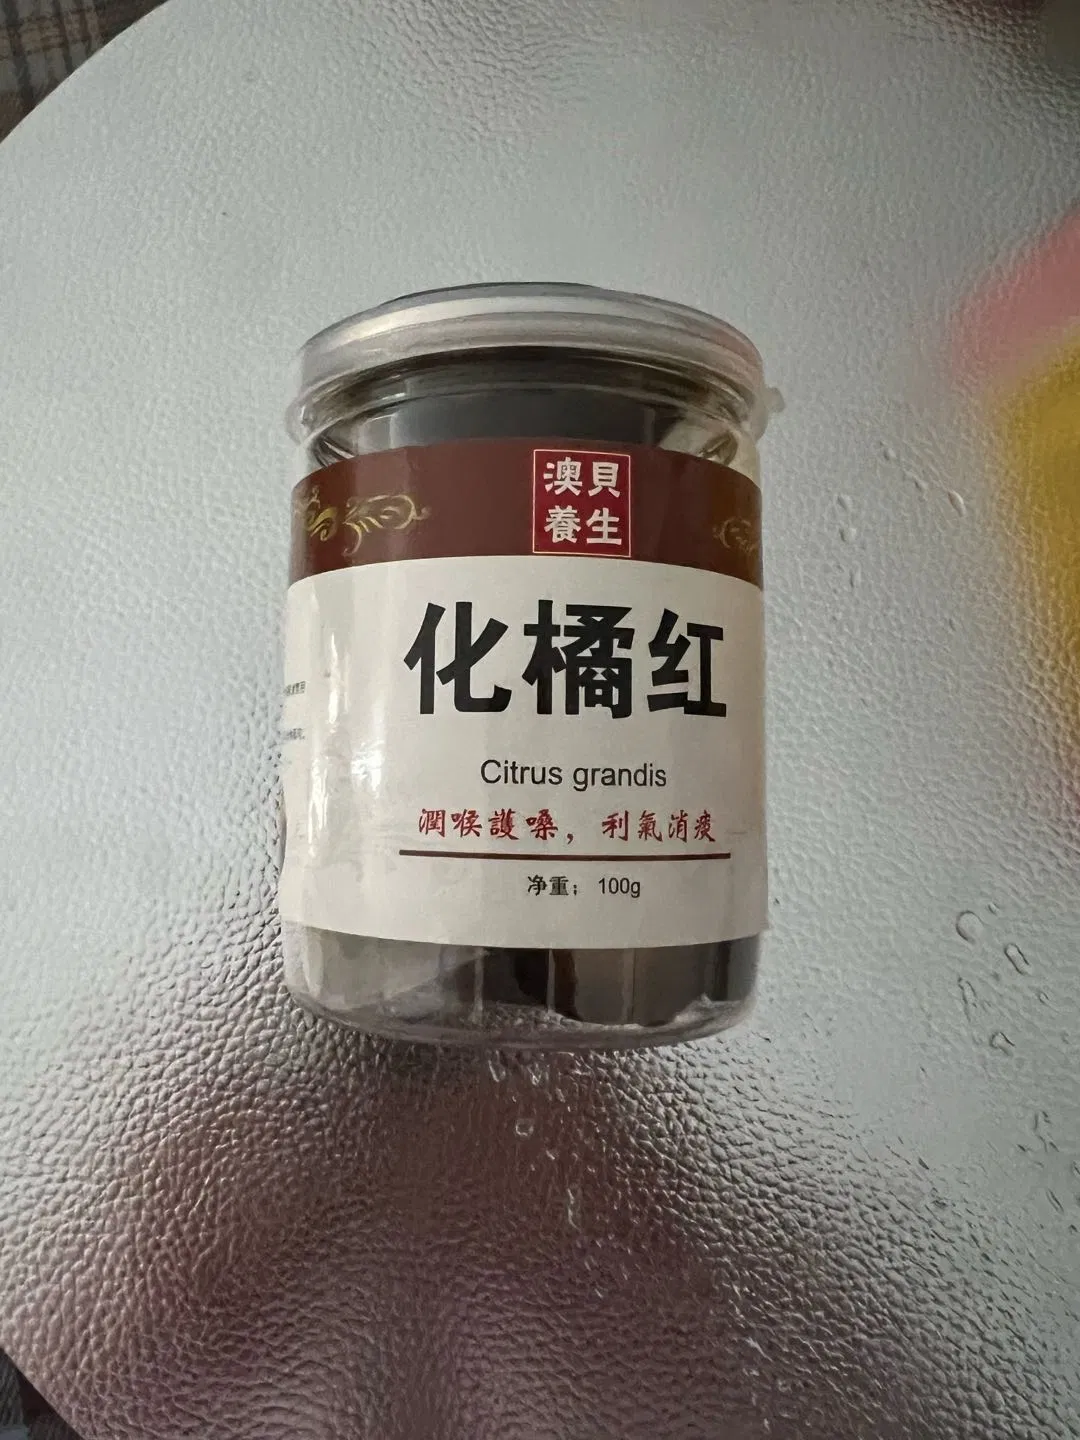 澳貝
養生
化橘红
Citrus grandis
潤喉護嗓，利氣消痰
净重： 100g